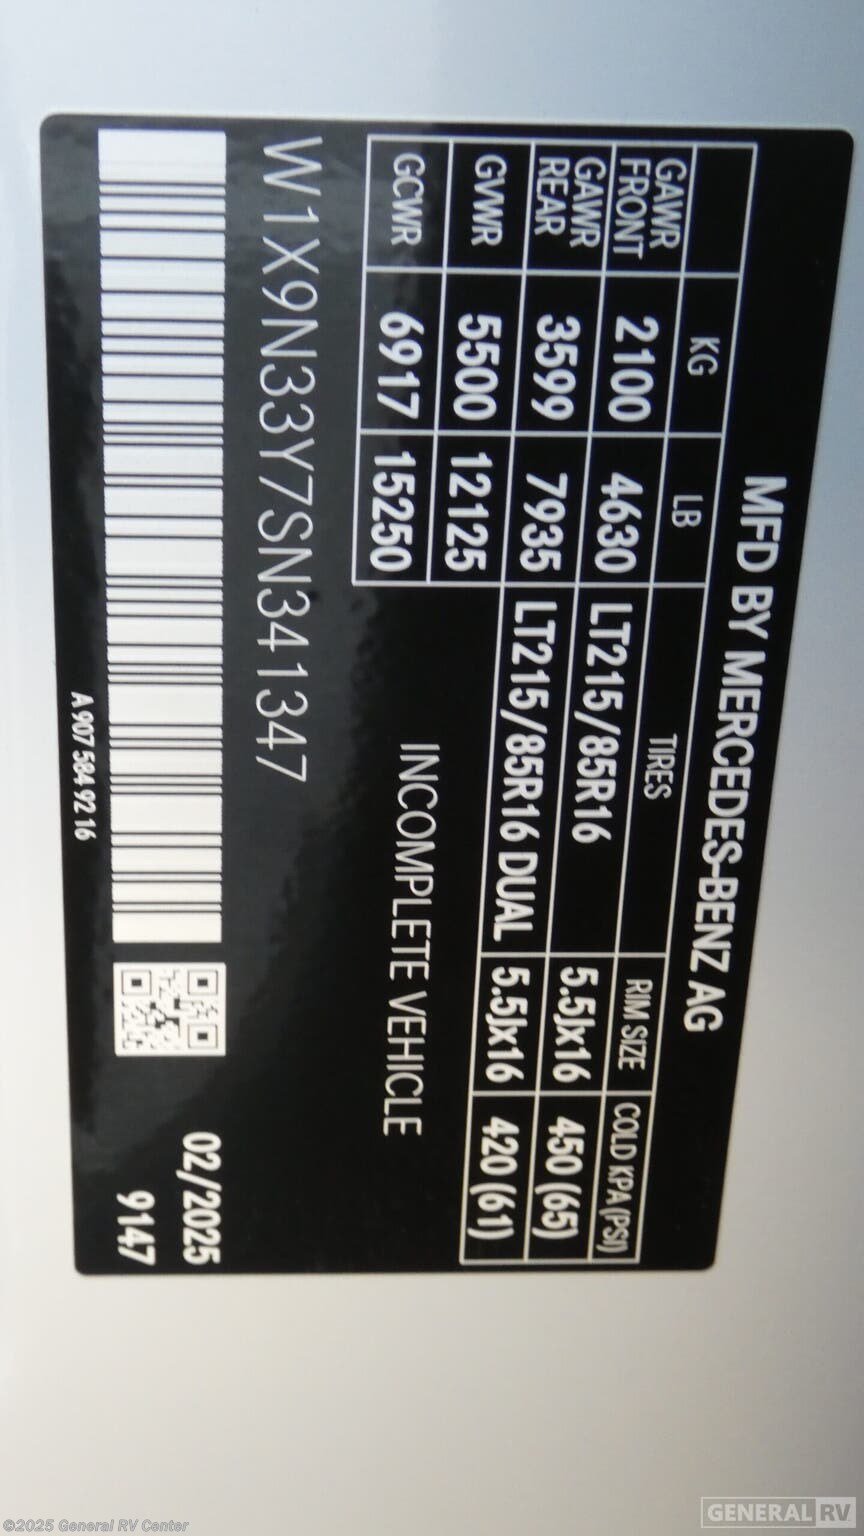 MFD BY MERCEDES-BENZ AG
KG LB TIRES RIM SIZE COLD KPA (PSI)
GAWR FRONT 2100 4630 LT215/85R16 5.5Jx16 450 (65)
GAWR REAR 3599 7935 LT215/85R16 DUAL 5.5Jx16 420 (61)
GVWR 5500 12125
GCWR 6917 15250
INCOMPLETE VEHICLE
W1X9N33Y7SN341347
02/2025
9147
A 907 584 92 16
©2025 General RV Center
GENERAL RV